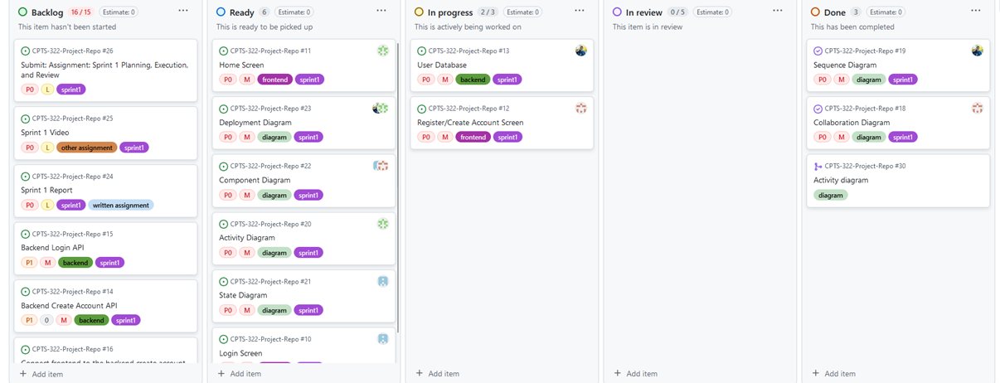 Backlog 16 / 15 Estimate: 0 ...
This item hasn't been started
CPTS-322-Project-Repo #26
Submit: Assignment: Sprint 1 Planning, Execution,
and Review
P0 L sprint1
CPTS-322-Project-Repo #25
Sprint 1 Video
P0 L other assignment sprint1
CPTS-322-Project-Repo #24
Sprint 1 Report
P0 L sprint1 written assignment
CPTS-322-Project-Repo #15
Backend Login API
P1 M backend sprint1
CPTS-322-Project-Repo #14
Backend Create Account API
P1 0 M backend sprint1
CPTS-322-Project-Repo #16
Connect frontend to the backend create account
+ Add item
Ready 6 Estimate: 0 ...
This is ready to be picked up
CPTS-322-Project-Repo #11
Home Screen
P0 M frontend sprint1
CPTS-322-Project-Repo #23
Deployment Diagram
P0 M diagram sprint1
CPTS-322-Project-Repo #22
Component Diagram
P0 M diagram sprint1
CPTS-322-Project-Repo #20
Activity Diagram
P0 M diagram sprint1
CPTS-322-Project-Repo #21
State Diagram
P0 M diagram sprint1
CPTS-322-Project-Repo #10
Login Screen
+ Add item
In progress 2 / 3 Estimate: 0 ...
This is actively being worked on
CPTS-322-Project-Repo #13
User Database
P0 M backend sprint1
CPTS-322-Project-Repo #12
Register/Create Account Screen
P0 M frontend sprint1
+ Add item
In review 0 / 5 Estimate: 0 ...
This item is in review
+ Add item
Done 3 Estimate: 0 ...
This has been completed
CPTS-322-Project-Repo #19
Sequence Diagram
P0 M diagram sprint1
CPTS-322-Project-Repo #18
Collaboration Diagram
P0 M diagram sprint1
CPTS-322-Project-Repo #30
Activity diagram
diagram
+ Add item